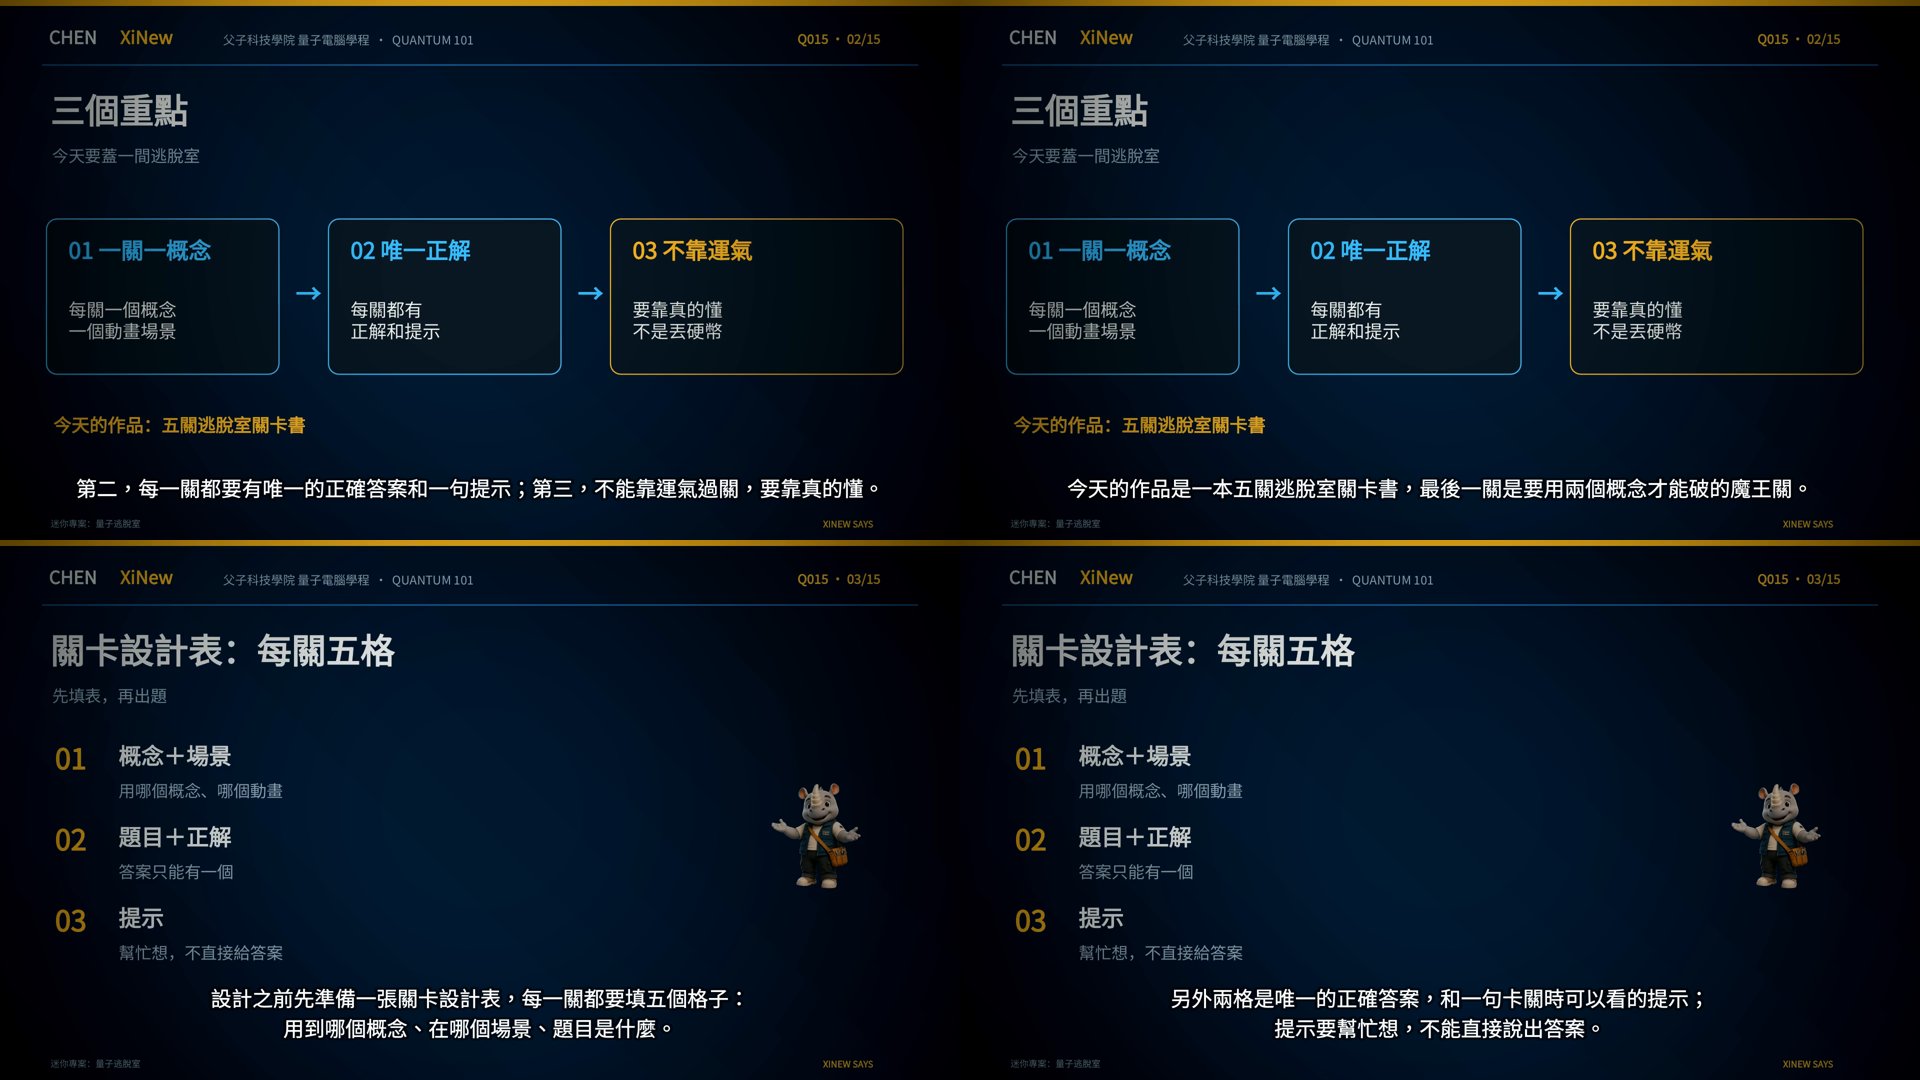 CHEN XiNew 父子科技學院 量子電腦學程 · QUANTUM 101 Q015 · 02/15
三個重點
今天要蓋一間逃脫室
01 一關一概念
每關一個概念
一個動畫場景
→
02 唯一正解
每關都有
正解和提示
→
03 不靠運氣
要靠真的懂
不是丟硬幣
今天的作品：五關逃脫室關卡書
第二，每一關都要有唯一的正確答案和一句提示；第三，不能靠運氣過關，要靠真的懂。
迷你專案：量子逃脫室 XINEW SAYS
CHEN XiNew 父子科技學院 量子電腦學程 · QUANTUM 101 Q015 · 02/15
三個重點
今天要蓋一間逃脫室
01 一關一概念
每關一個概念
一個動畫場景
→
02 唯一正解
每關都有
正解和提示
→
03 不靠運氣
要靠真的懂
不是丟硬幣
今天的作品：五關逃脫室關卡書
今天的作品是一本五關逃脫室關卡書，最後一關是要用兩個概念才能破的魔王關。
迷你專案：量子逃脫室 XINEW SAYS
CHEN XiNew 父子科技學院 量子電腦學程 · QUANTUM 101 Q015 · 03/15
關卡設計表：每關五格
先填表，再出題
01 概念＋場景
用哪個概念、哪個動畫
02 題目＋正解
答案只能有一個
03 提示
幫忙想，不直接給答案
設計之前先準備一張關卡設計表，每一關都要填五個格子：
用到哪個概念、在哪個場景、題目是什麼。
迷你專案：量子逃脫室 XINEW SAYS
CHEN XiNew 父子科技學院 量子電腦學程 · QUANTUM 101 Q015 · 03/15
關卡設計表：每關五格
先填表，再出題
01 概念＋場景
用哪個概念、哪個動畫
02 題目＋正解
答案只能有一個
03 提示
幫忙想，不直接給答案
另外兩格是唯一的正確答案，和一句卡關時可以看的提示；
提示要幫忙想，不能直接說出答案。
迷你專案：量子逃脫室 XINEW SAYS